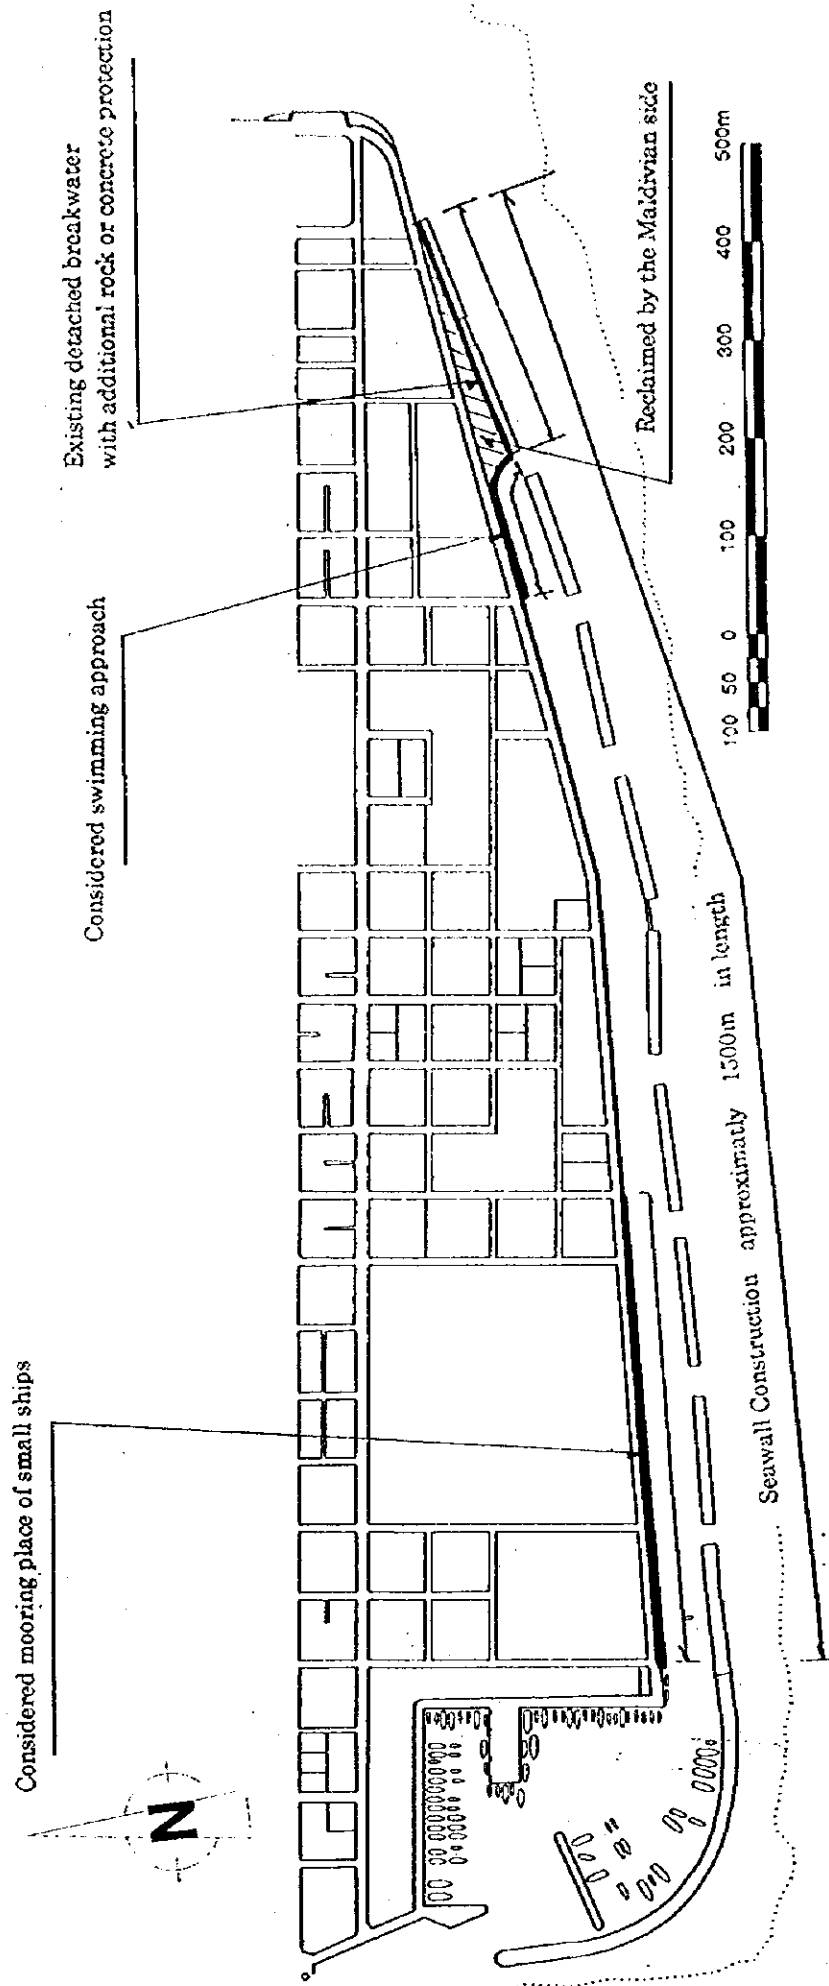 Existing detached breakwater
with additional rock or concrete protection
Considered swimming approach
Considered mooring place of small ships
N
Reclaimed by the Maldivian side
Seawall Construction approximatly 1500m in length
100 50 0 100 200 300 400 500m